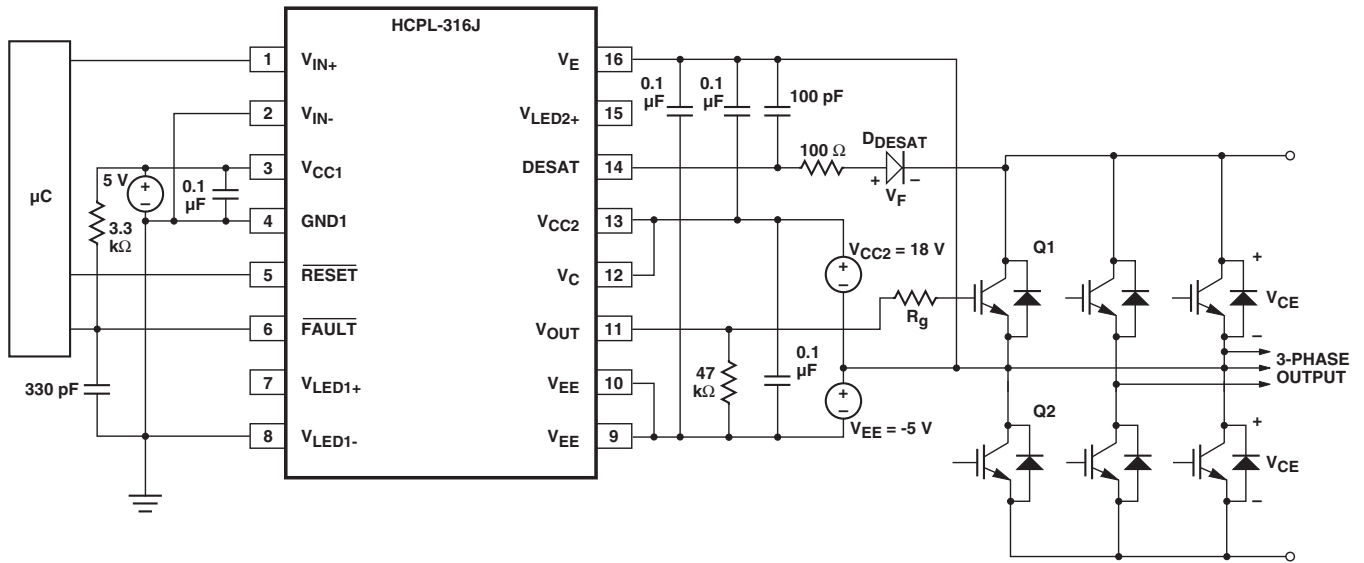 HCPL-316J
µC
1 VIN+
2 VIN-
3 VCC1
4 GND1
5 RESET
6 FAULT
7 VLED1+
8 VLED1-
VE 16
VLED2+ 15
DESAT 14
VCC2 13
VC 12
VOUT 11
VEE 10
VEE 9
5 V
+
−
0.1
µF
3.3
kΩ
330 pF
0.1
µF
0.1
µF
100 pF
100 Ω
DDESAT
+ −
VF
VCC2 = 18 V
+
−
Rg
47
kΩ
0.1
µF
+
−
VEE = -5 V
Q1
Q2
+
VCE
−
3-PHASE
OUTPUT
+
VCE
−